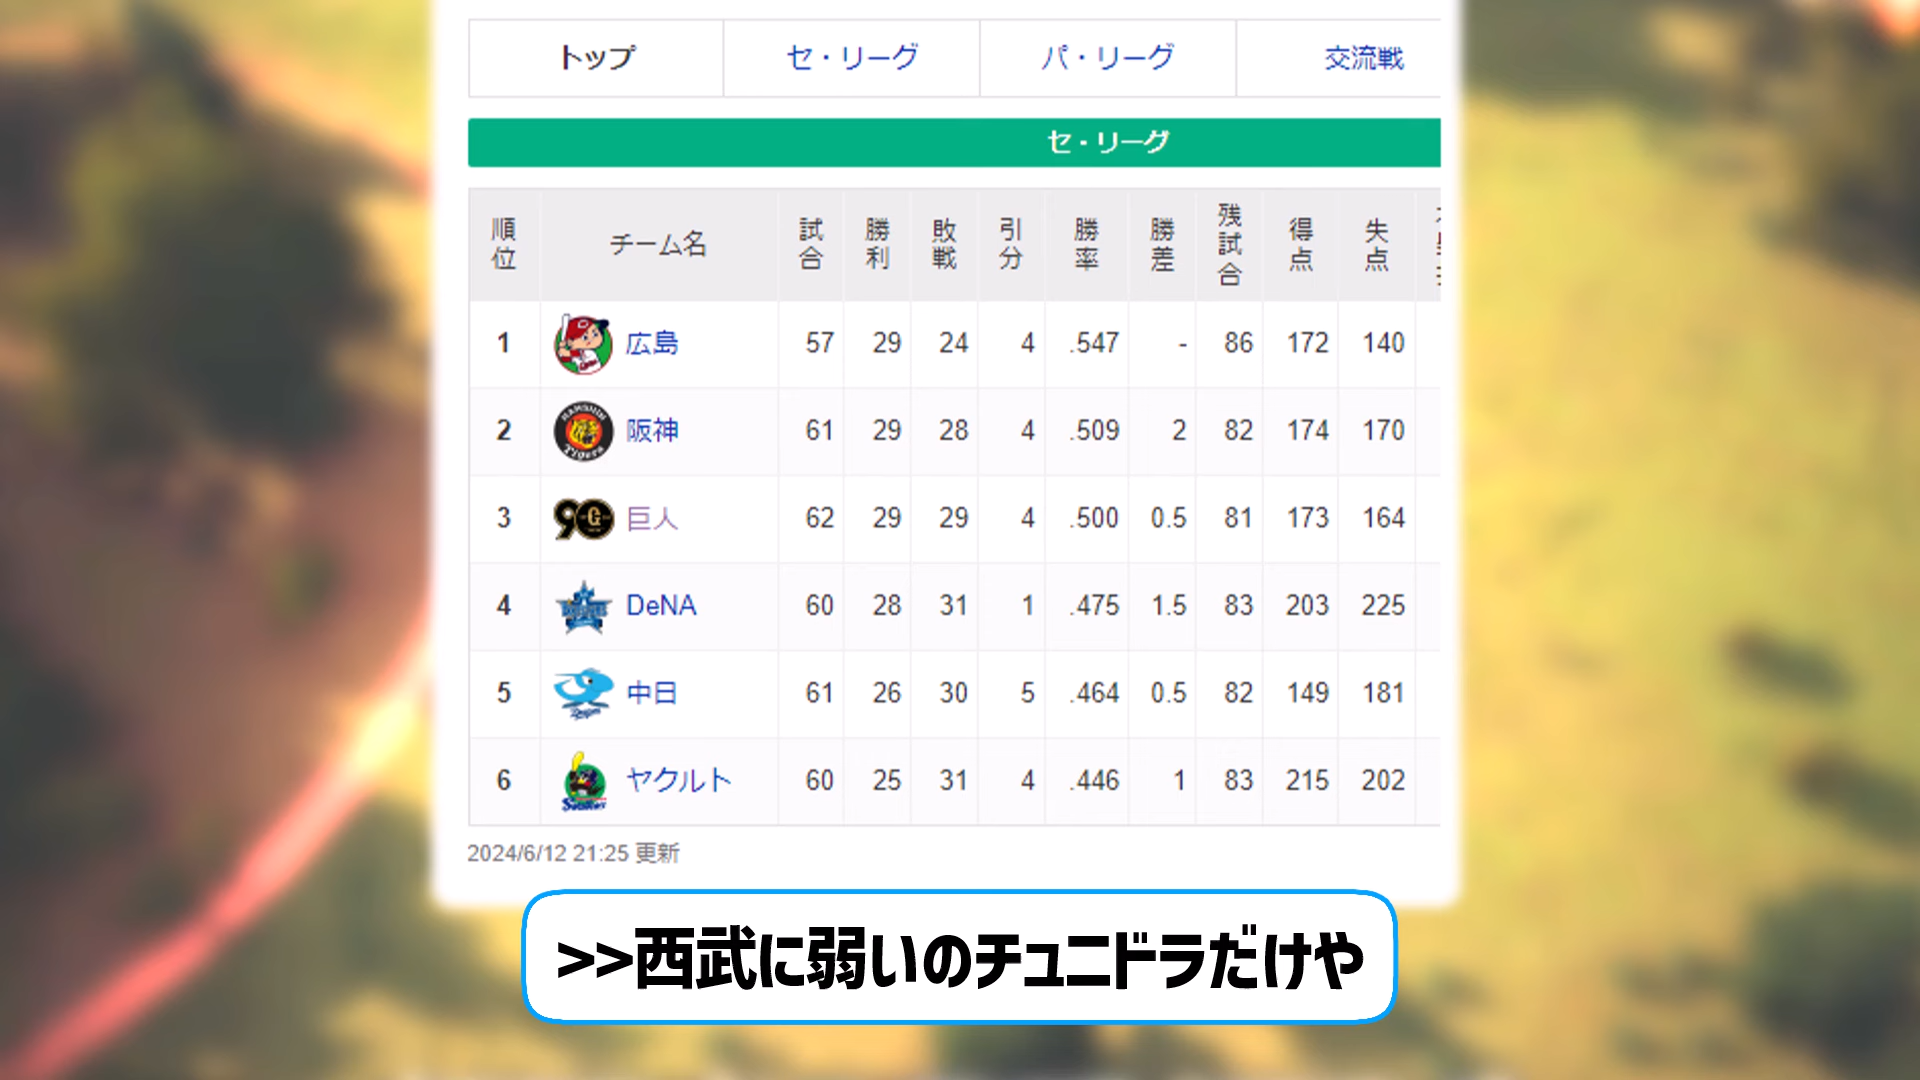 トップ セ・リーグ パ・リーグ 交流戦
セ・リーグ
順位 チーム名 試合 勝利 敗戦 引分 勝率 勝差 残試合 得点 失点
1 広島 57 29 24 4 .547 - 86 172 140
2 HANSHIN Tigers 阪神 61 29 28 4 .509 2 82 174 170
3 90 G 巨人 62 29 29 4 .500 0.5 81 173 164
4 DeNA 60 28 31 1 .475 1.5 83 203 225
5 中日 61 26 30 5 .464 0.5 82 149 181
6 ヤクルト 60 25 31 4 .446 1 83 215 202
2024/6/12 21:25 更新
>>西武に弱いのチュニドラだけや